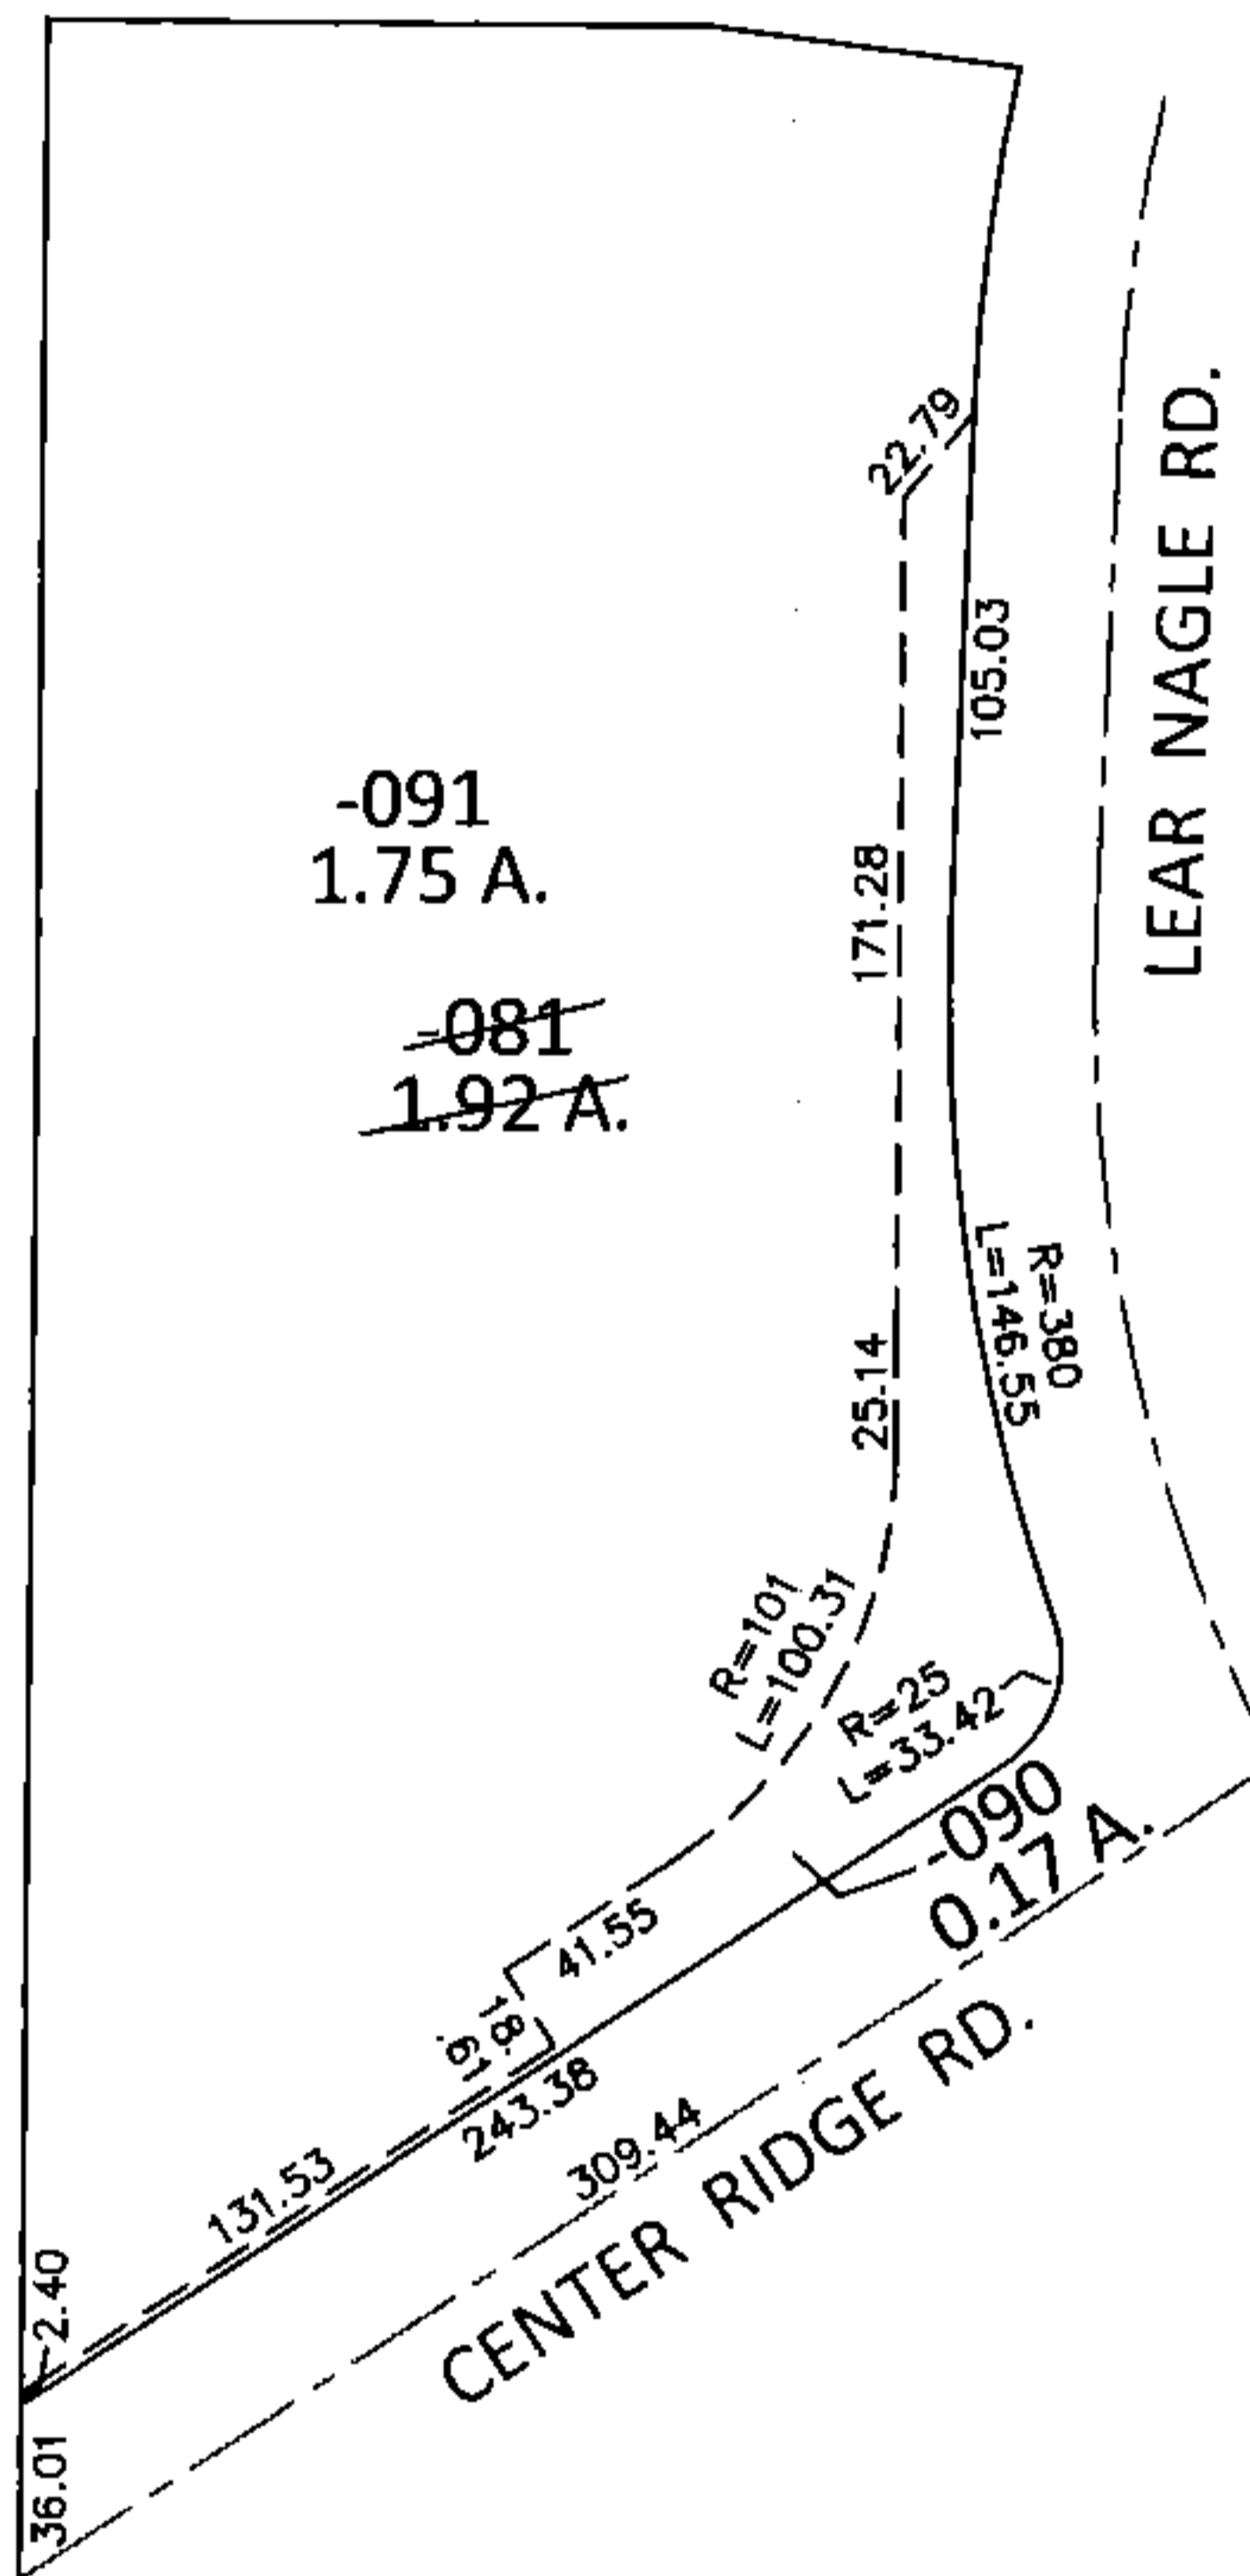 22.79
105.03
LEAR NAGLE RD.
-091
1.75 A.
171.28
-081
1.92 A.
R=380
L=146.55
25.14
R=101
L=100.31
R=25
L=33.42
-090
0.17 A.
41.55
19.81
243.38
309.44
CENTER RIDGE RD.
131.53
2.40
36.01